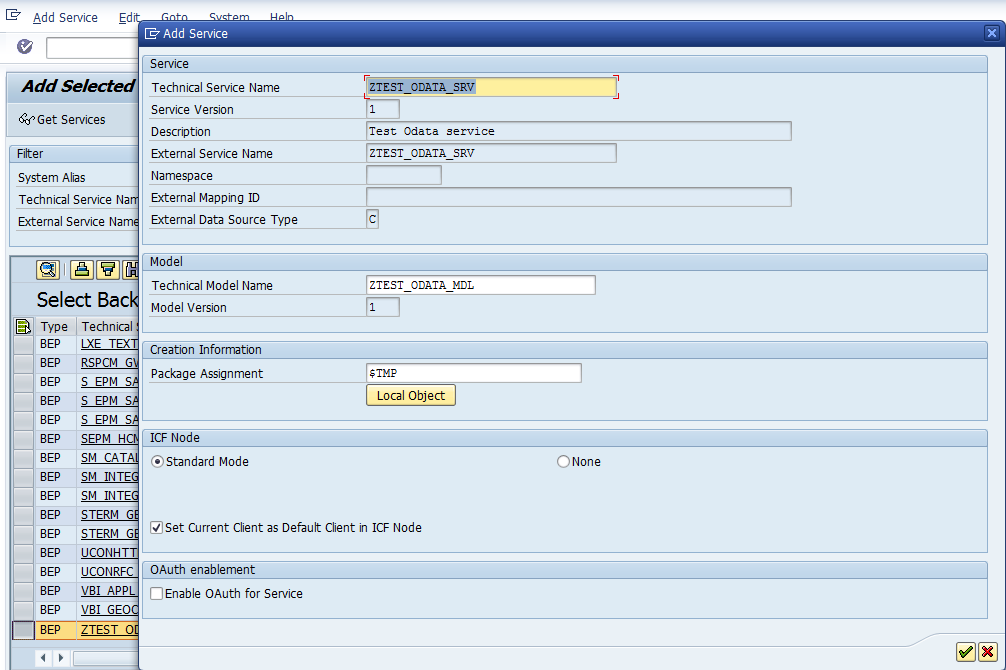 Add Service Edit Goto System Help
Add Service
Add Selected
Get Services
Filter
System Alias
Technical Service Nam
External Service Name
Select Back
Type Technical
BEP LXE_TEXT
BEP RSPCM_GW
BEP S_EPM_SA
BEP S_EPM_SA
BEP S_EPM_SA
BEP SEPM_HCM
BEP SM_CATAL
BEP SM_INTEG
BEP SM_INTEG
BEP STERM_GE
BEP STERM_GE
BEP UCONHTT
BEP UCONRFC
BEP VBI_APPL
BEP VBI_GEOC
BEP ZTEST_OD
Service
Technical Service Name ZTEST_ODATA_SRV
Service Version 1
Description Test Odata service
External Service Name ZTEST_ODATA_SRV
Namespace
External Mapping ID
External Data Source Type C
Model
Technical Model Name ZTEST_ODATA_MDL
Model Version 1
Creation Information
Package Assignment $TMP
Local Object
ICF Node
Standard Mode None
Set Current Client as Default Client in ICF Node
OAuth enablement
Enable OAuth for Service